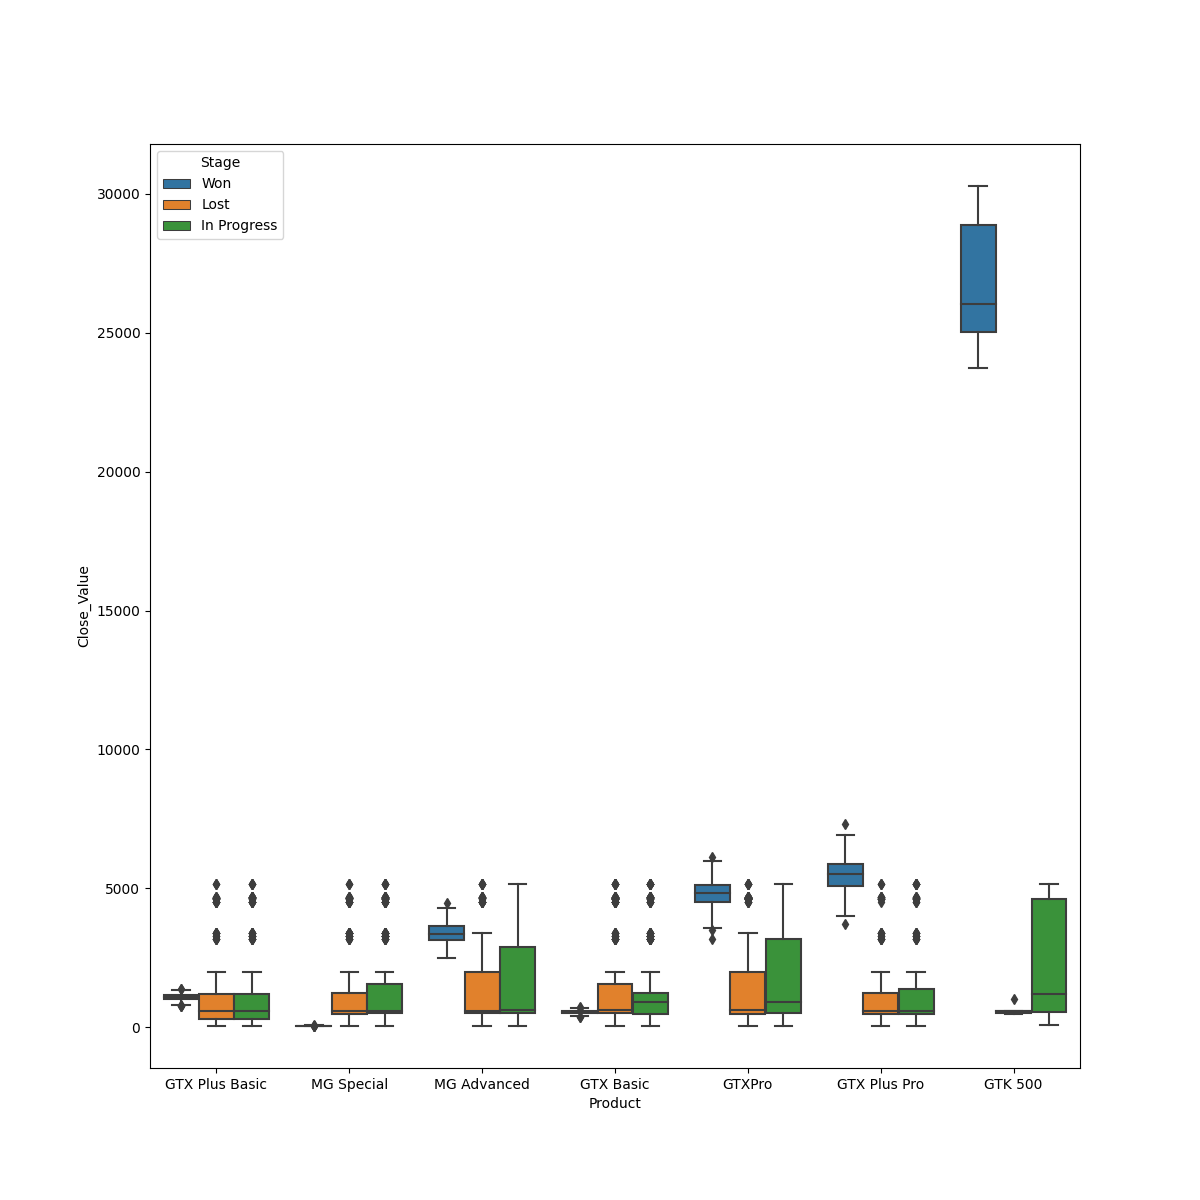 Stage
Won
Lost
In Progress
30000
25000
20000
15000
10000
5000
0
Close_Value
GTX Plus Basic
MG Special
MG Advanced
GTX Basic
GTXPro
GTX Plus Pro
GTK 500
Product